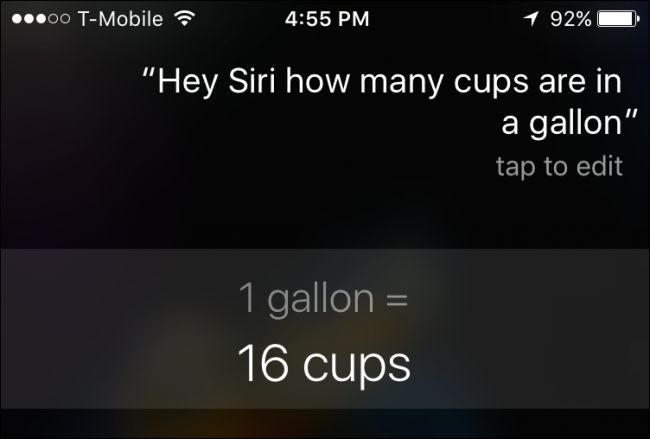 T-Mobile 4:55 PM 92%
“Hey Siri how many cups are in
a gallon”
tap to edit
1 gallon =
16 cups